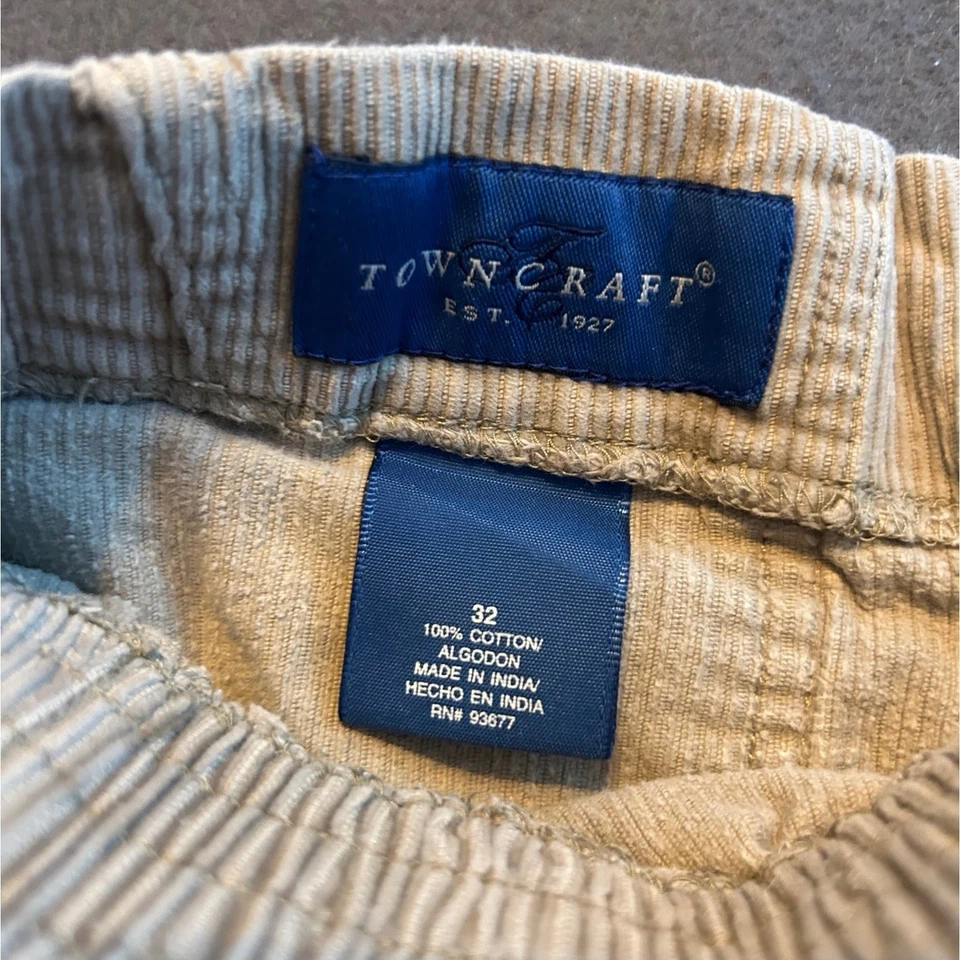 TOWNCRAFT®
EST. 1927
32
100% COTTON/
ALGODON
MADE IN INDIA/
HECHO EN INDIA
RN# 93677